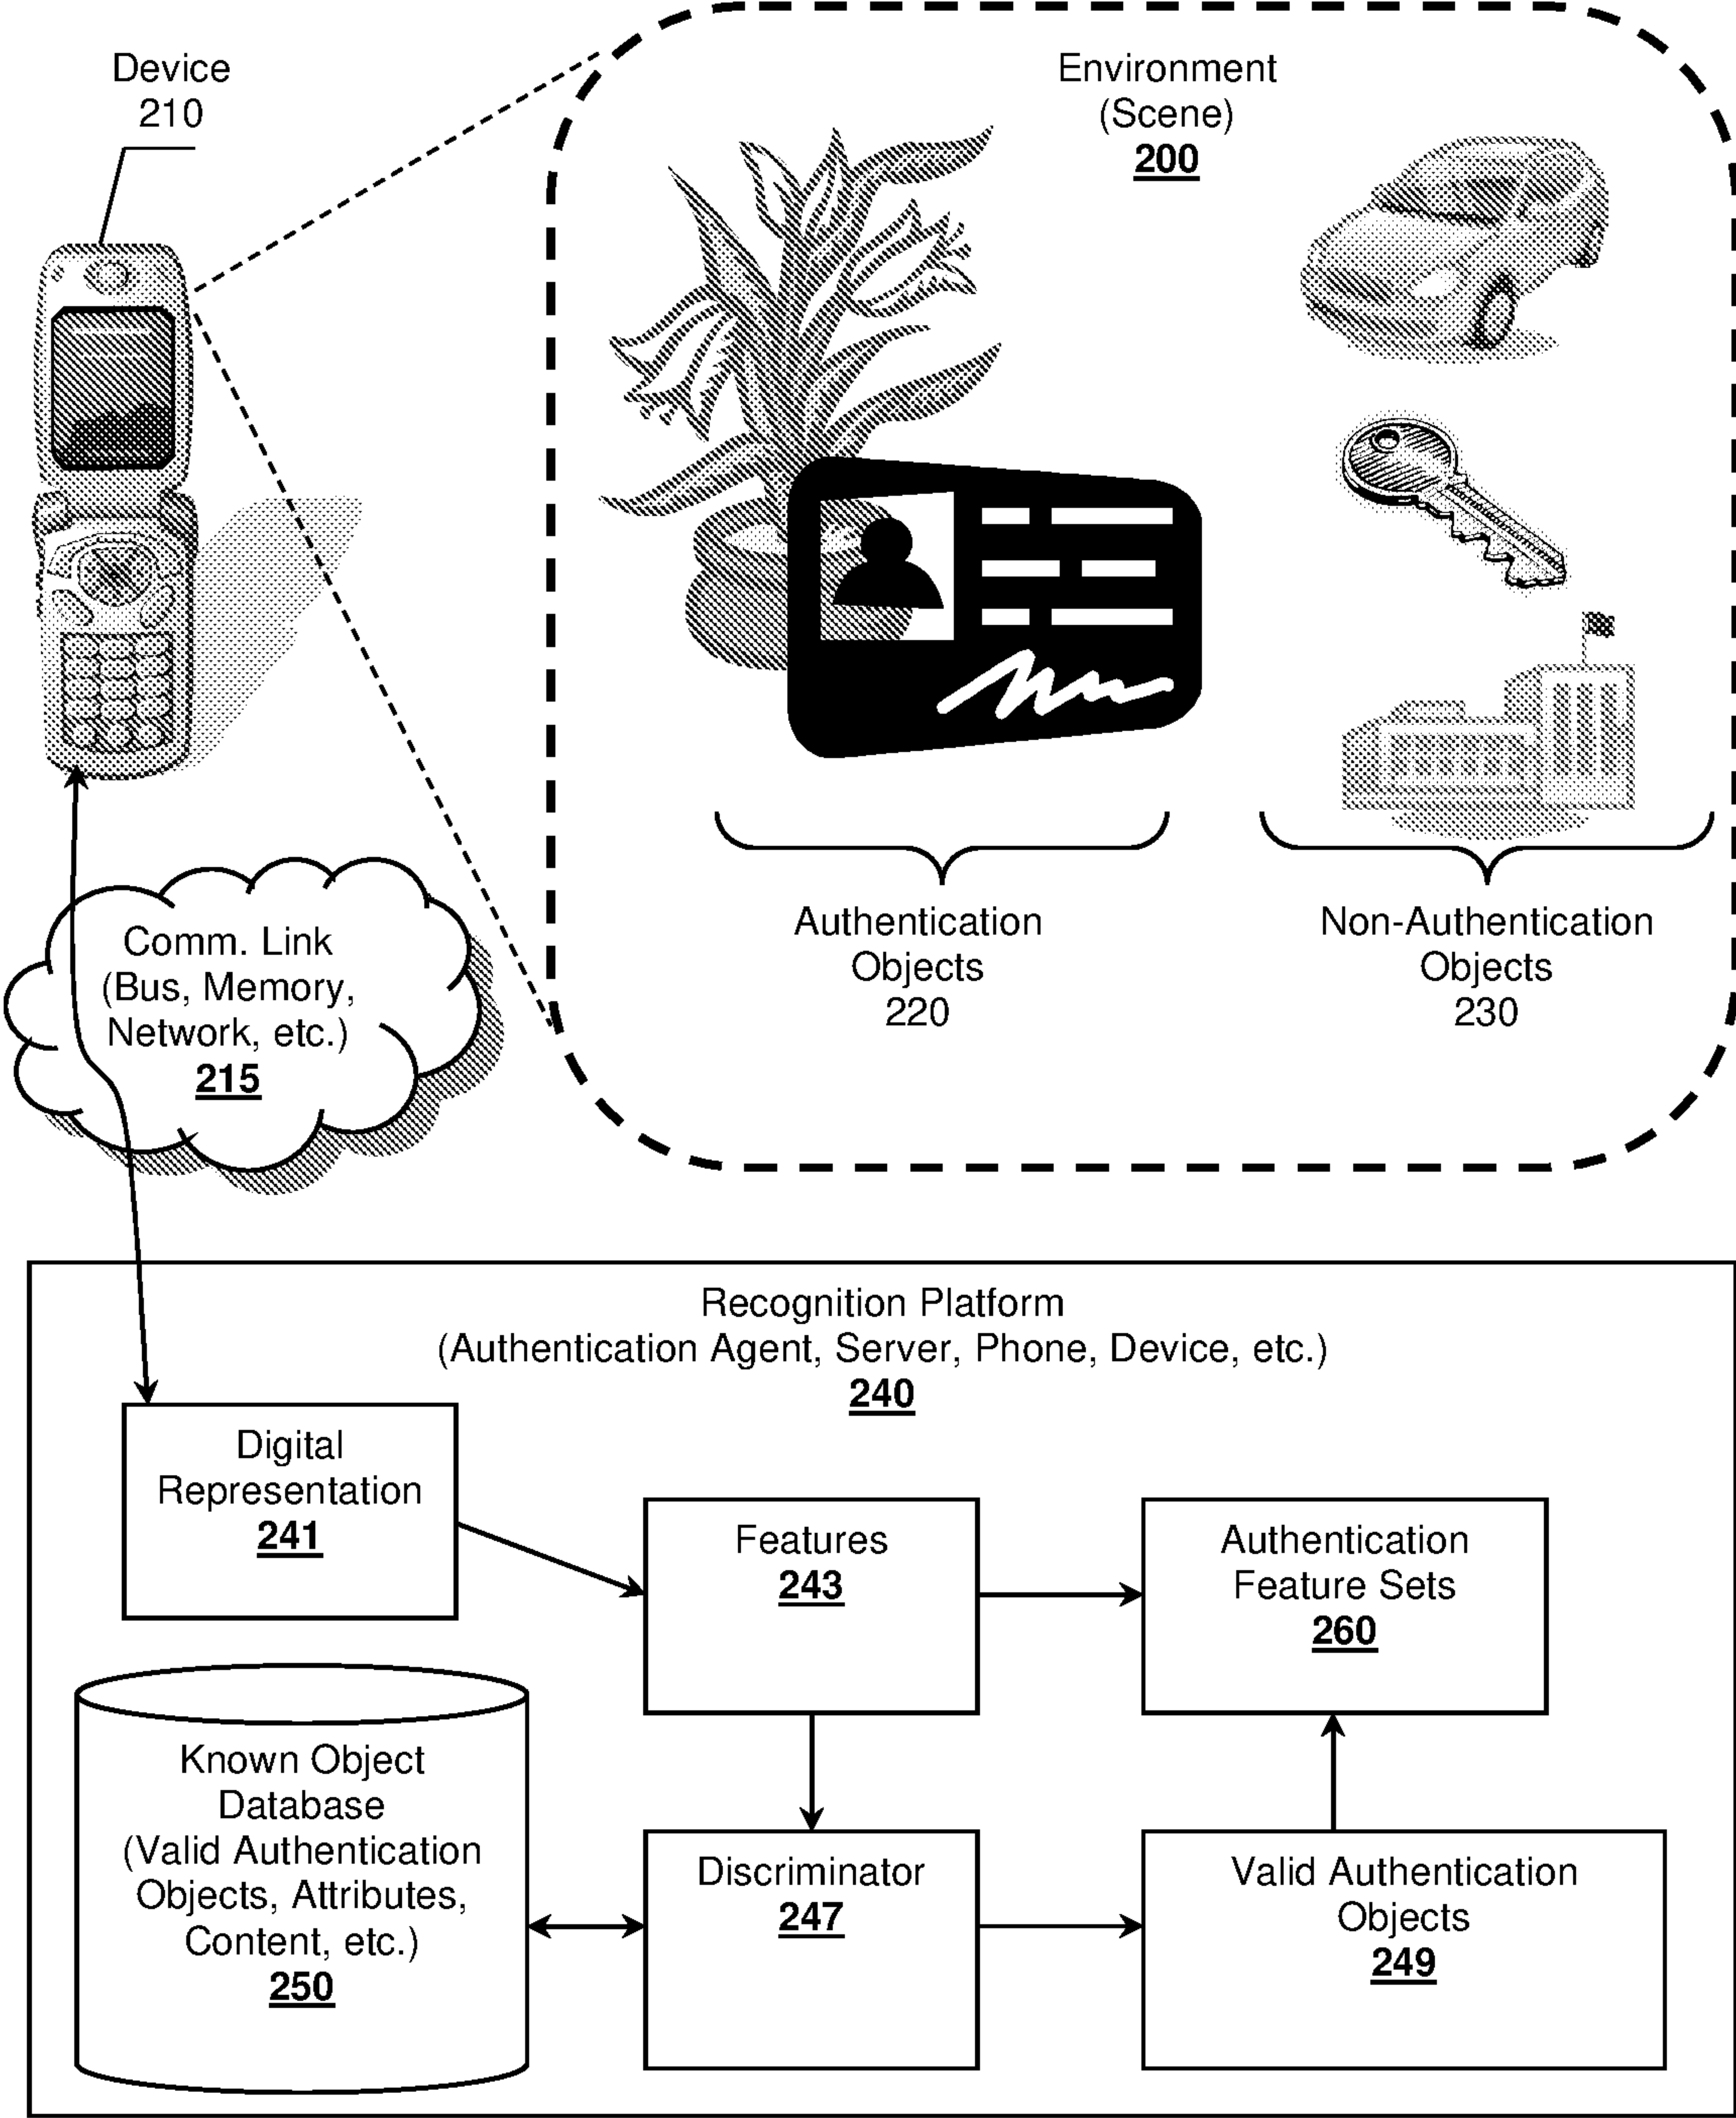 Device
210
Environment
(Scene)
200
Authentication
Objects
220
Non-Authentication
Objects
230
Comm. Link
(Bus, Memory,
Network, etc.)
215
Recognition Platform
(Authentication Agent, Server, Phone, Device, etc.)
240
Digital
Representation
241
Features
243
Authentication
Feature Sets
260
Known Object
Database
(Valid Authentication
Objects, Attributes,
Content, etc.)
250
Discriminator
247
Valid Authentication
Objects
249